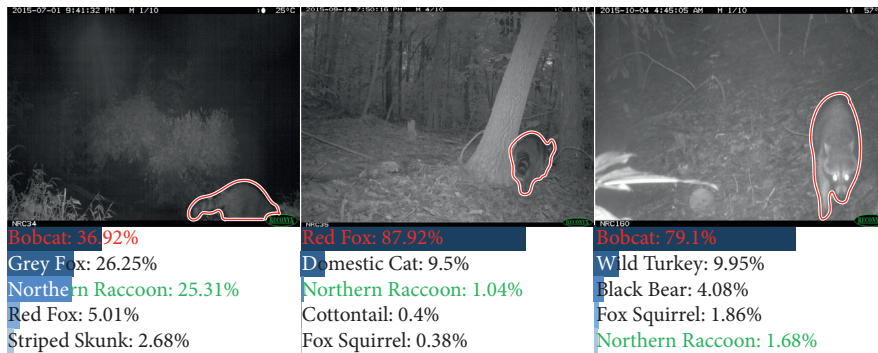 2015-07-01 9:41:32 PM M 1/10 25°C
NRC34 RECONYX
Bobcat: 36.92%
Grey Fox: 26.25%
Northern Raccoon: 25.31%
Red Fox: 5.01%
Striped Skunk: 2.68%
2015-09-14 7:50:16 PM M 4/10 61°F
NRC35 RECONYX
Red Fox: 87.92%
Domestic Cat: 9.5%
Northern Raccoon: 1.04%
Cottontail: 0.4%
Fox Squirrel: 0.38%
2015-10-04 4:45:05 AM M 1/10 57°
NRC160 RECONYX
Bobcat: 79.1%
Wild Turkey: 9.95%
Black Bear: 4.08%
Fox Squirrel: 1.86%
Northern Raccoon: 1.68%